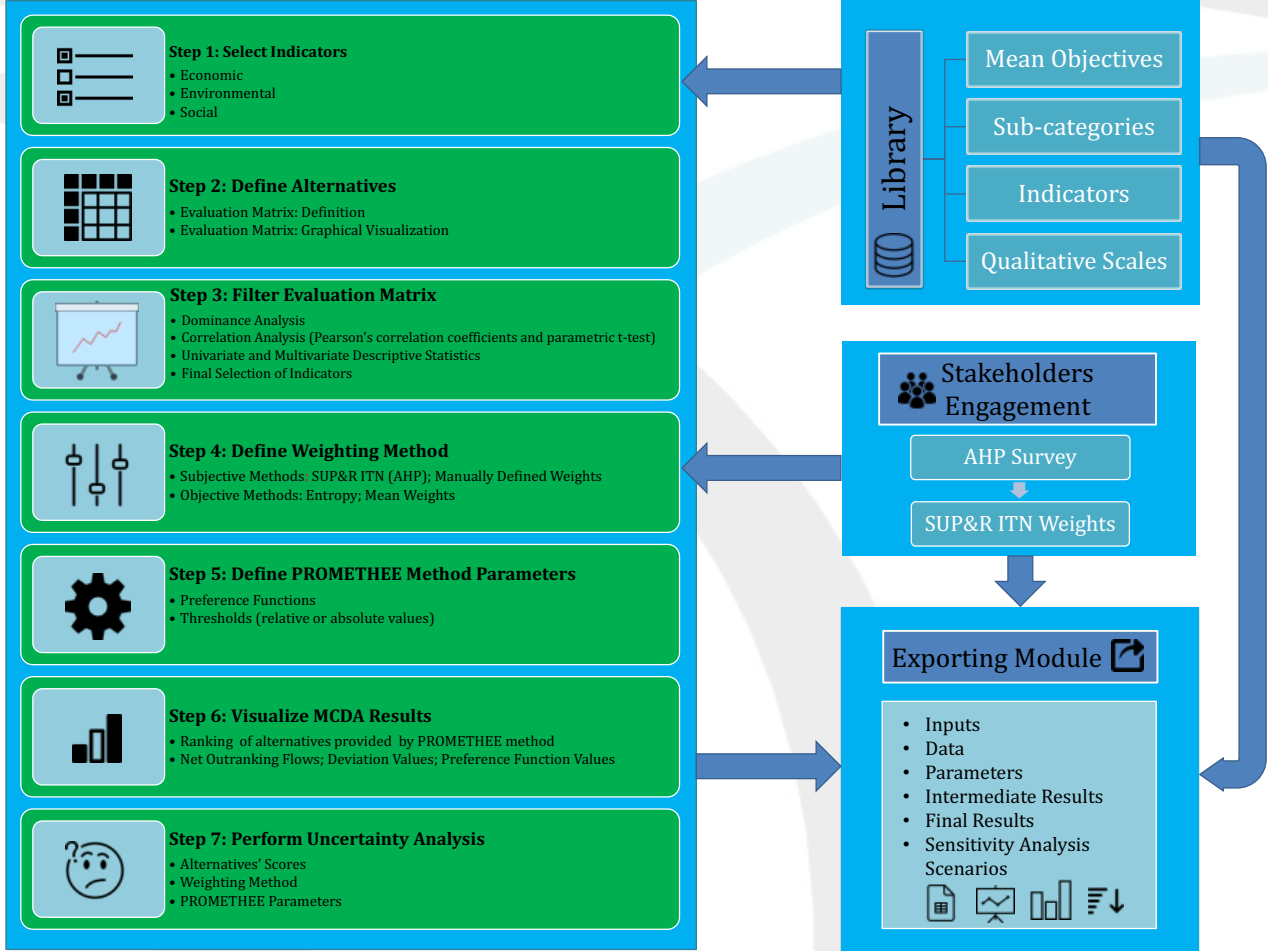 Step 1: Select Indicators
• Economic
• Environmental
• Social
Step 2: Define Alternatives
• Evaluation Matrix: Definition
• Evaluation Matrix: Graphical Visualization
Step 3: Filter Evaluation Matrix
• Dominance Analysis
• Correlation Analysis (Pearson's correlation coefficients and parametric t-test)
• Univariate and Multivariate Descriptive Statistics
• Final Selection of Indicators
Step 4: Define Weighting Method
• Subjective Methods: SUP&R ITN (AHP); Manually Defined Weights
• Objective Methods: Entropy; Mean Weights
Step 5: Define PROMETHEE Method Parameters
• Preference Functions
• Thresholds (relative or absolute values)
Step 6: Visualize MCDA Results
• Ranking of alternatives provided by PROMETHEE method
• Net Outranking Flows; Deviation Values; Preference Function Values
Step 7: Perform Uncertainty Analysis
• Alternatives' Scores
• Weighting Method
• PROMETHEE Parameters
Library
Mean Objectives
Sub-categories
Indicators
Qualitative Scales
Stakeholders
Engagement
AHP Survey
SUP&R ITN Weights
Exporting Module
• Inputs
• Data
• Parameters
• Intermediate Results
• Final Results
• Sensitivity Analysis
Scenarios